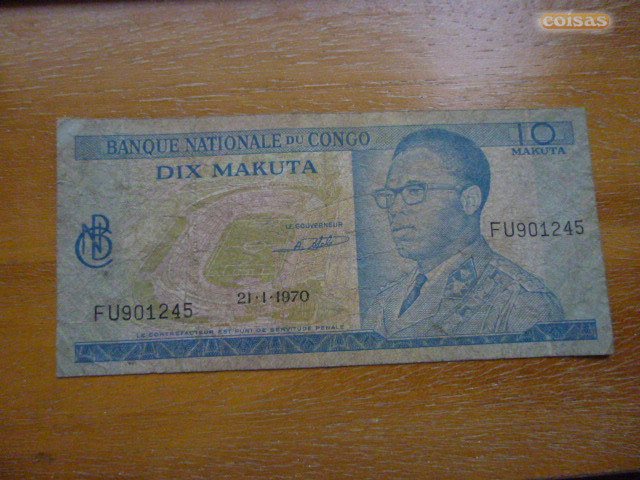 coisas
BANQUE NATIONALE DU CONGO
10
MAKUTA
DIX MAKUTA
LE GOUVERNEUR
FU901245
BNC
FU901245
21·1·1970
LE CONTREFACTEUR EST PUNI DE SERVITUDE PENALE